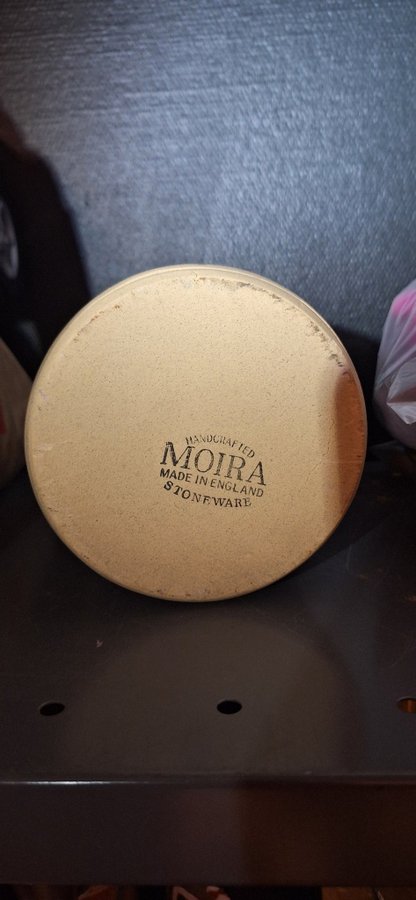 HANDCRAFTED
MOIRA
MADE IN ENGLAND
STONEWARE